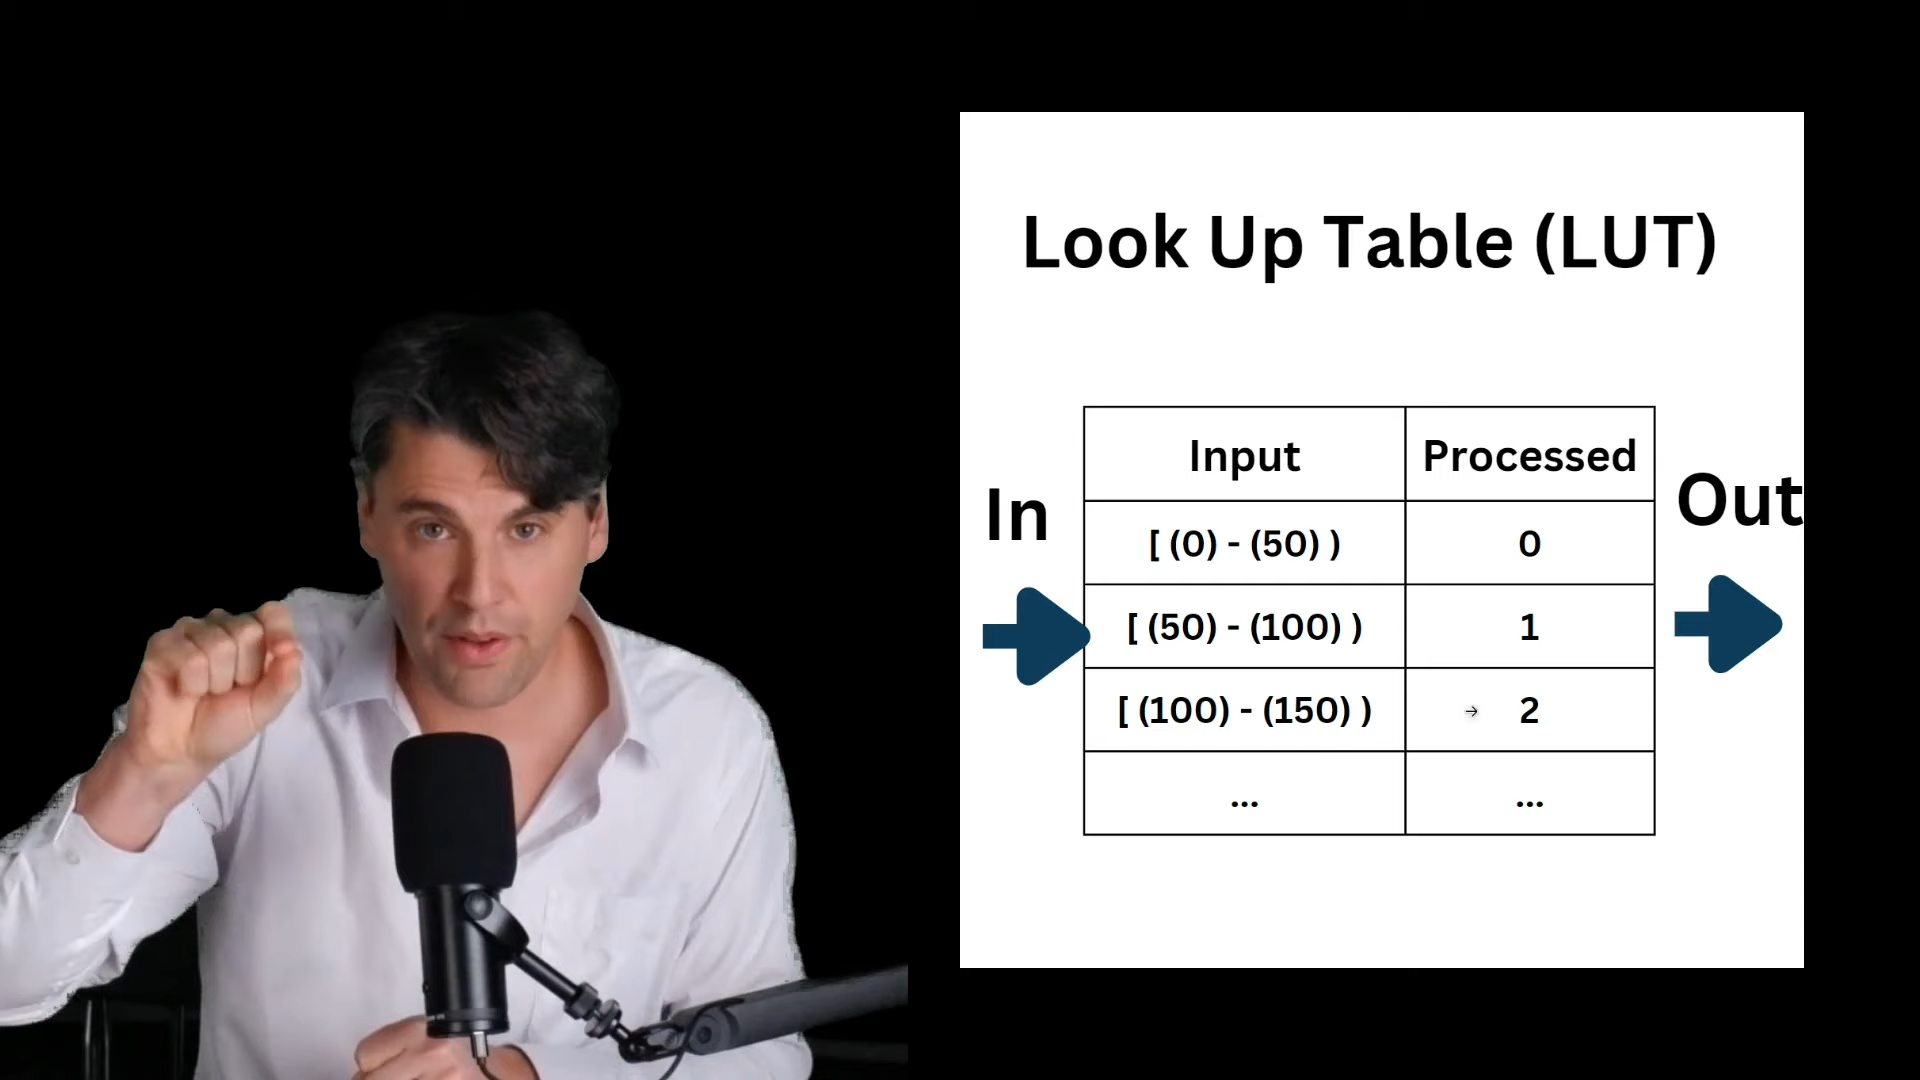 Look Up Table (LUT)
In
Input Processed
[ (0) - (50) ) 0
[ (50) - (100) ) 1
[ (100) - (150) ) 2
... ...
Out